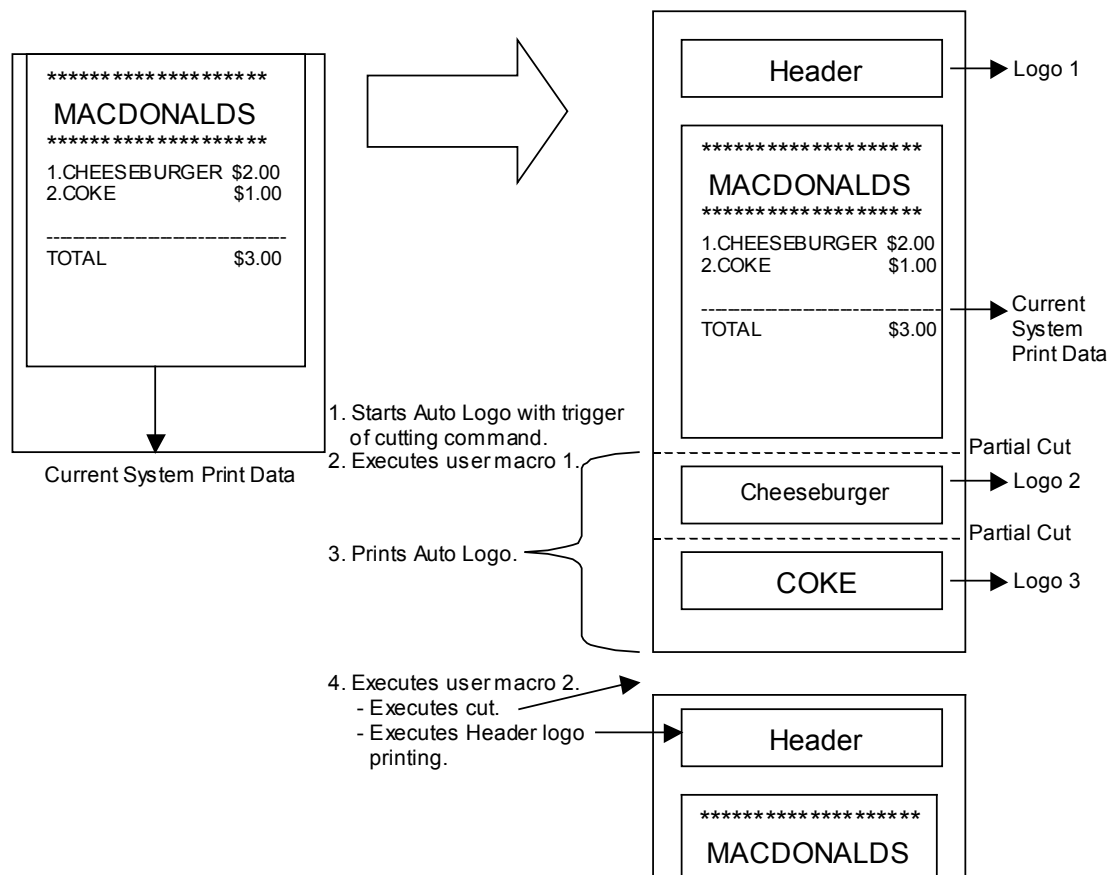 ********************
MACDONALDS
********************
1.CHEESEBURGER $2.00
2.COKE $1.00
------------------------------
TOTAL $3.00
Current System Print Data
Header
Logo 1
********************
MACDONALDS
********************
1.CHEESEBURGER $2.00
2.COKE $1.00
------------------------------
TOTAL $3.00
Current
System
Print Data
1. Starts Auto Logo with trigger
of cutting command.
2. Executes user macro 1.
3. Prints Auto Logo.
Partial Cut
Cheeseburger
Logo 2
Partial Cut
COKE
Logo 3
4. Executes user macro 2.
- Executes cut.
- Executes Header logo
printing.
Header
********************
MACDONALDS